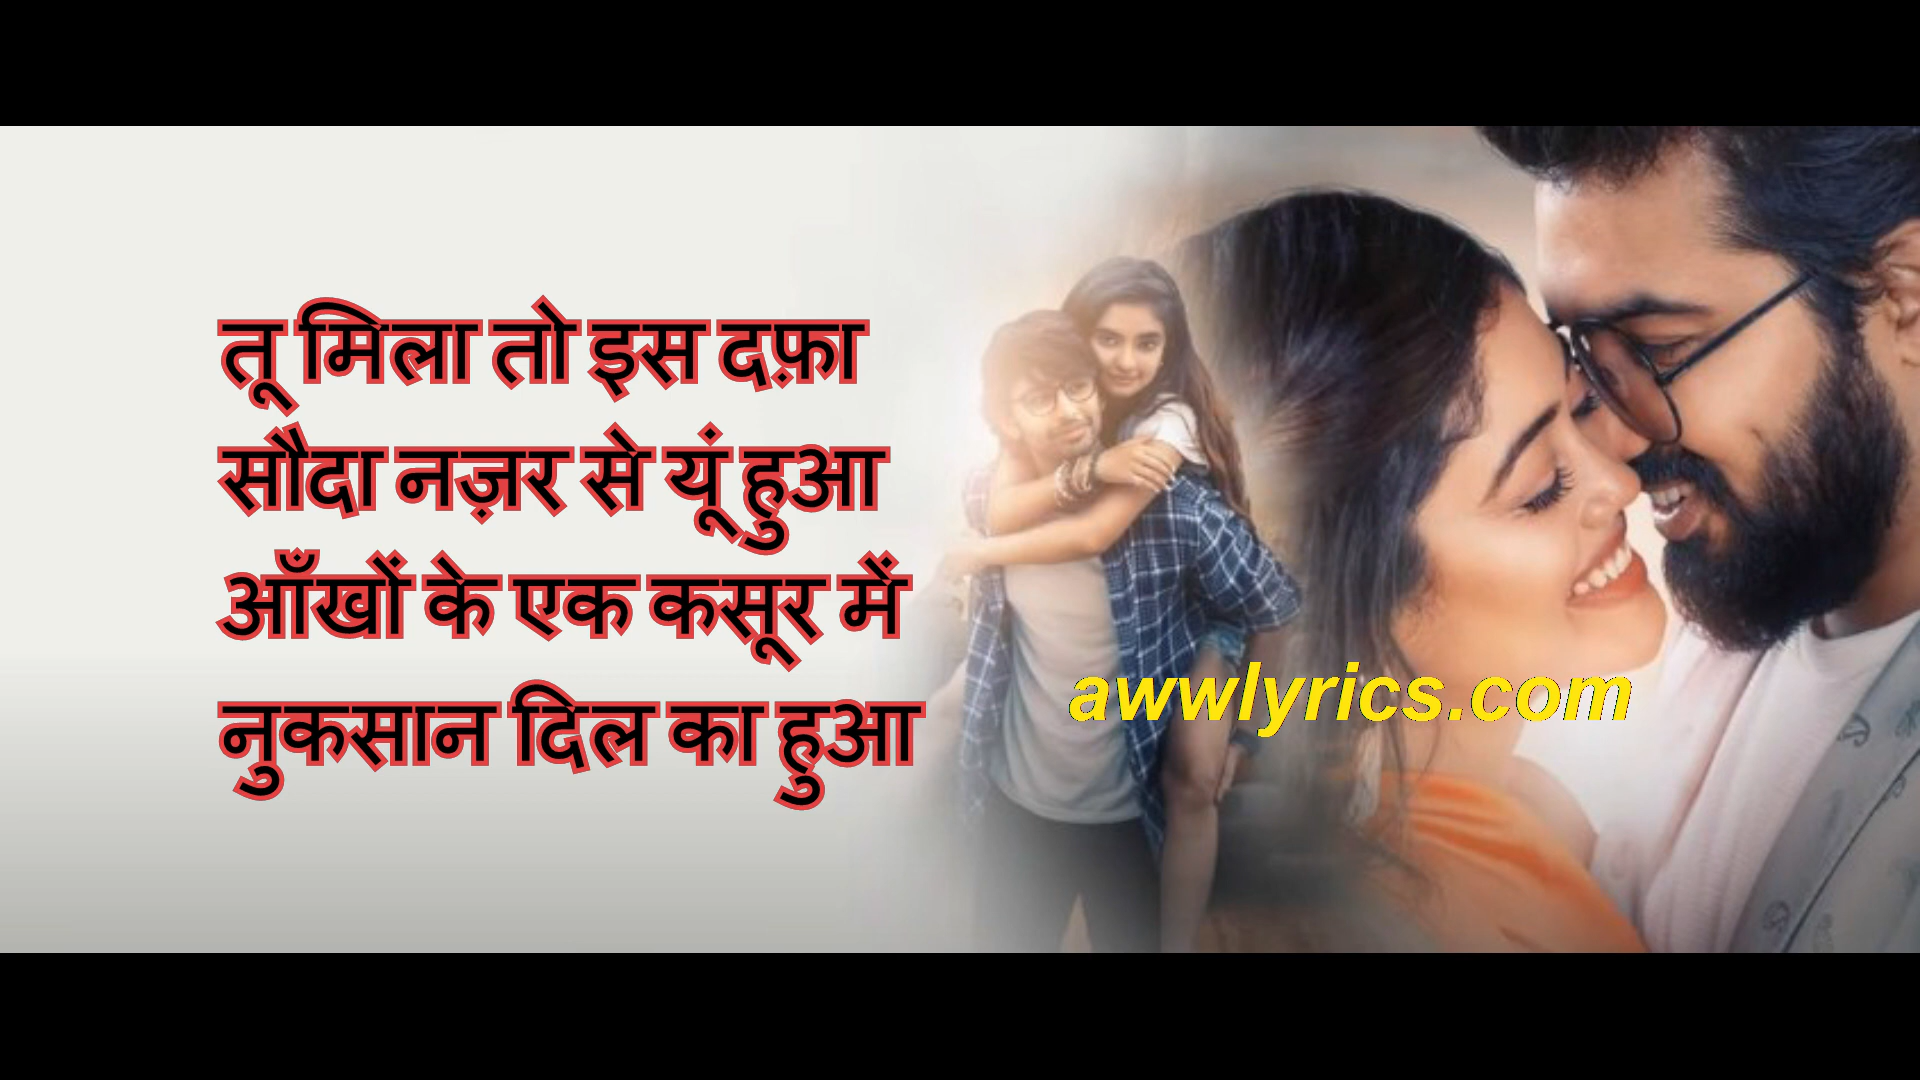 तू मिला तो इस दफ़ा
सौदा नज़र से यूं हुआ
आँखों के एक कसूर में
नुकसान दिल का हुआ
awwlyrics.com